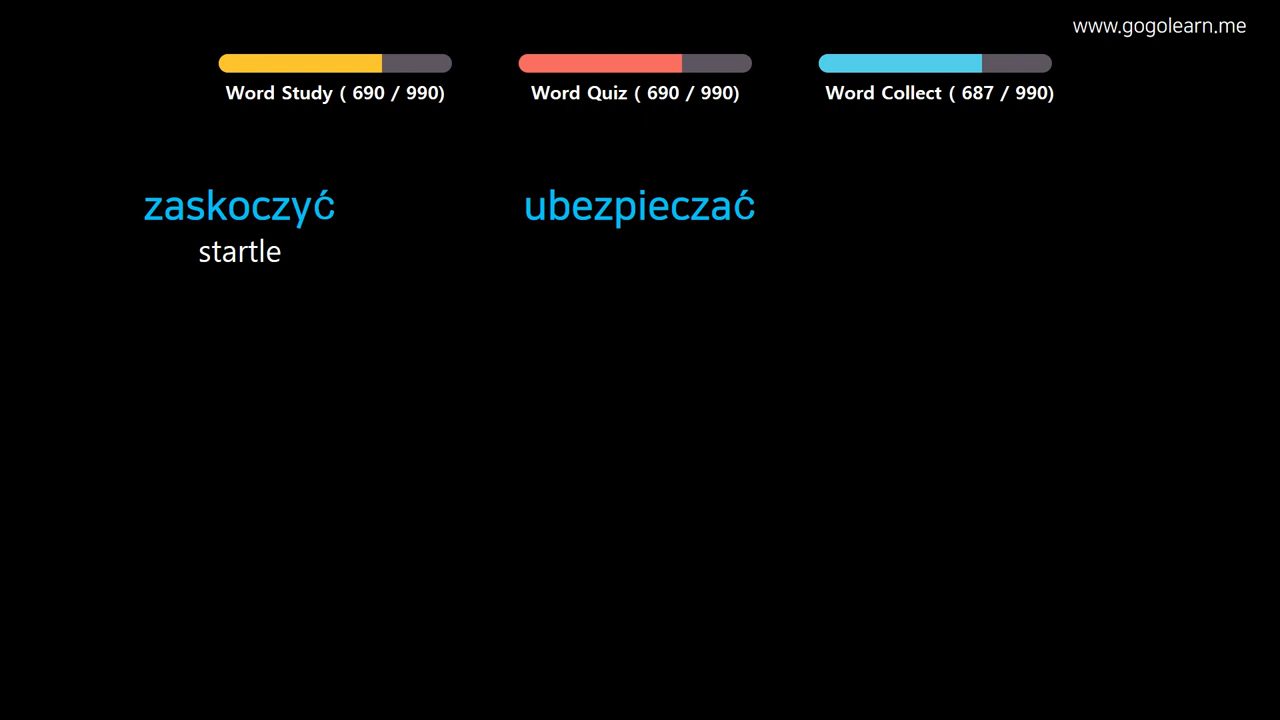 www.gogolearn.me
Word Study ( 690 / 990)
Word Quiz ( 690 / 990)
Word Collect ( 687 / 990)
zaskoczyć
startle
ubezpieczać